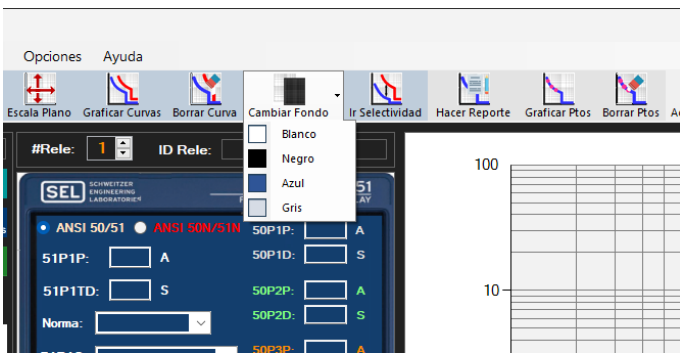 Opciones Ayuda
Escala Plano Graficar Curvas Borrar Curva Cambiar Fondo Ir Selectividad Hacer Reporte Graficar Ptos Borrar Ptos
Blanco
Negro
Azul
Gris
#Rele: 1 ID Rele:
SEL SCHWEITZER
ENGINEERING
LABORATORIES
51
LAY
ANSI 50/51 ANSI 50N/51N 50P1P: A
51P1P: A 50P1D: S
51P1TD: S 50P2P: A
Norma: 50P2D: S
50P3P: A
100
10